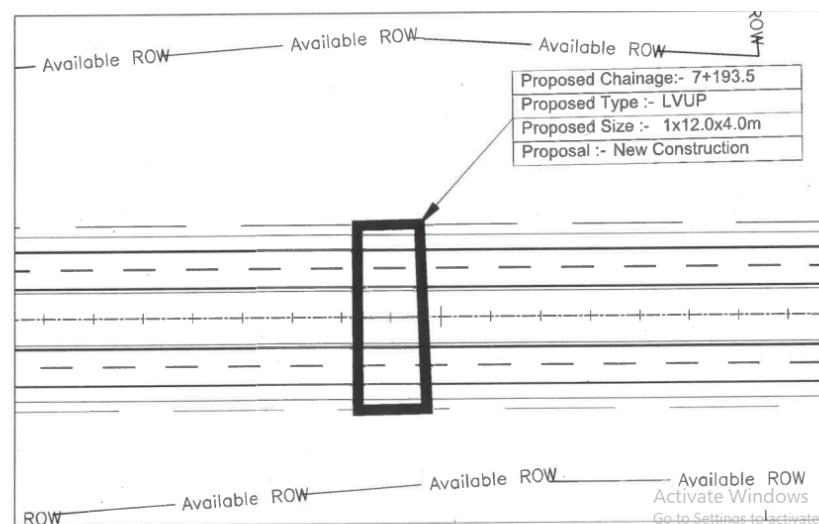 ROW
Available ROW
Available ROW
Available ROW
Proposed Chainage:- 7+193.5
Proposed Type :- LVUP
Proposed Size :- 1x12.0x4.0m
Proposal :- New Construction
Available ROW
Available ROW
Available ROW
ROW
Activate Windows
Go to Settings to activate